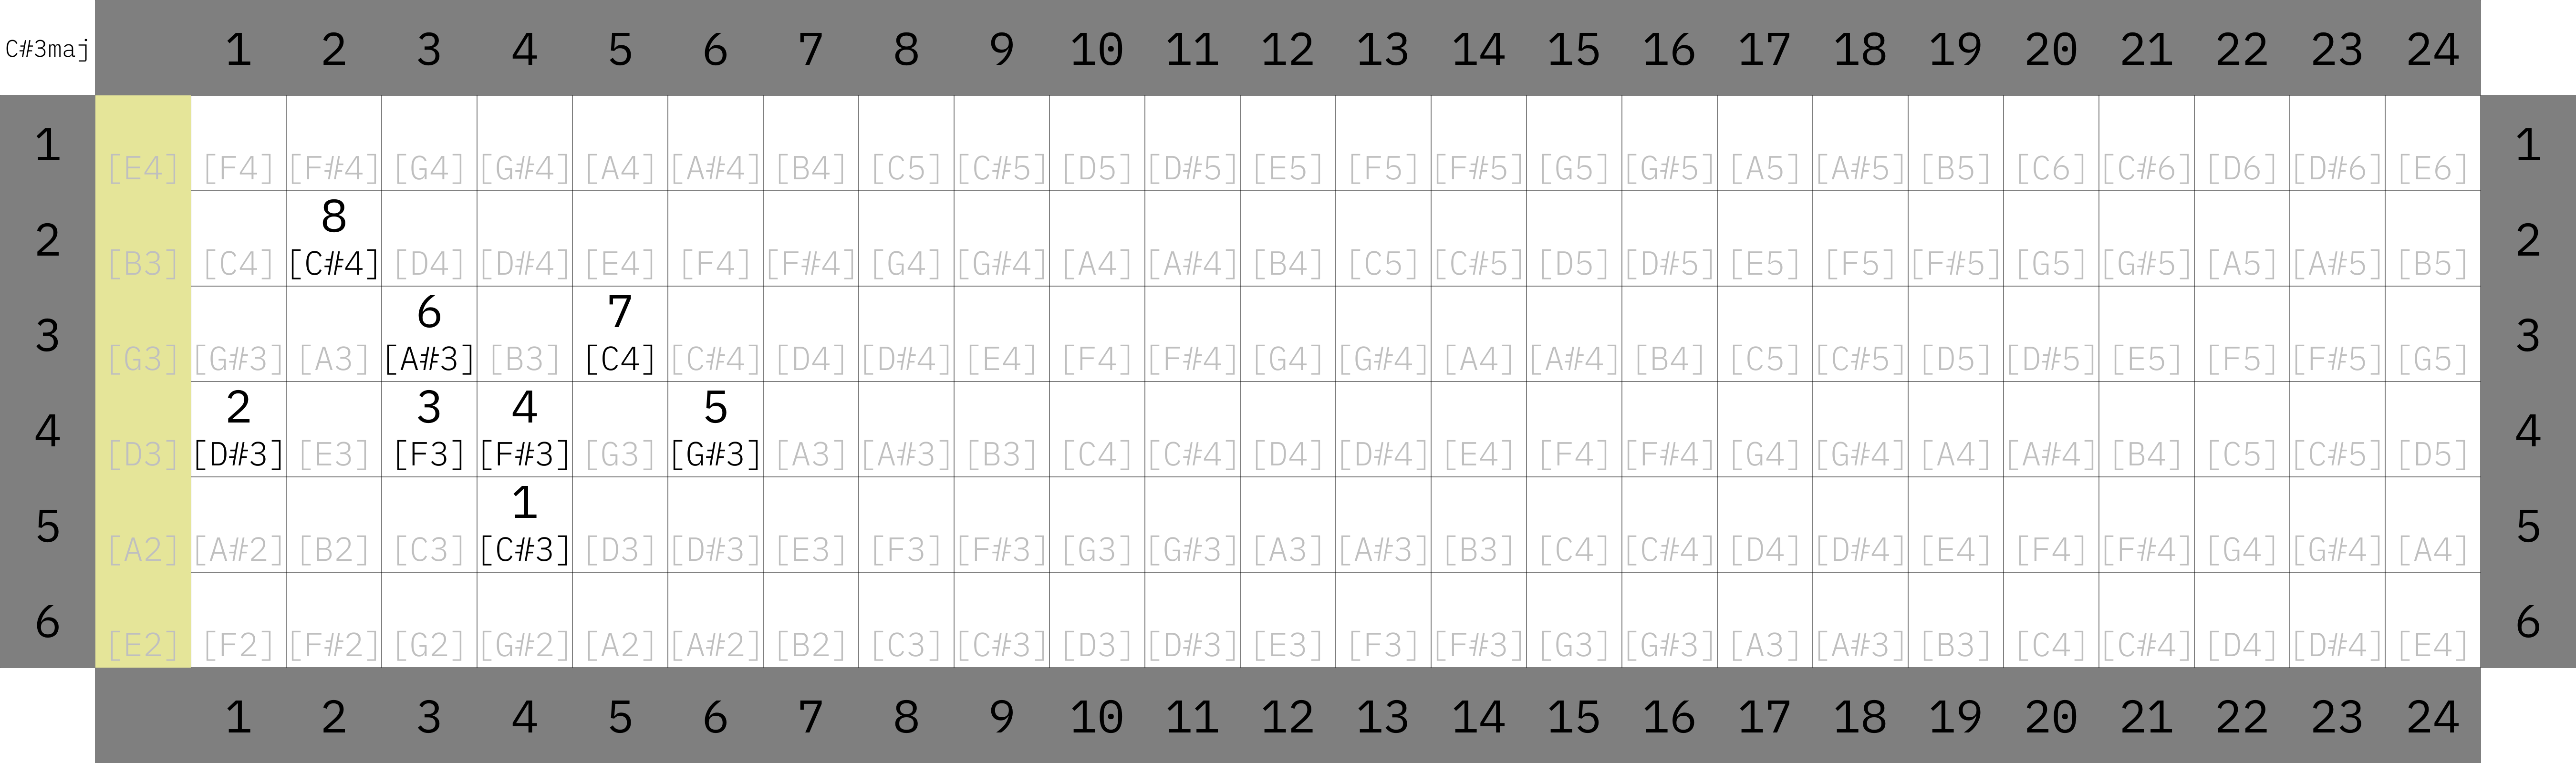 C#3maj 1 2 3 4 5 6 7 8 9 10 11 12 13 14 15 16 17 18 19 20 21 22 23 24
1 [E4] [F4] [F#4] [G4] [G#4] [A4] [A#4] [B4] [C5] [C#5] [D5] [D#5] [E5] [F5] [F#5] [G5] [G#5] [A5] [A#5] [B5] [C6] [C#6] [D6] [D#6] [E6] 1
8
2 [B3] [C4] [C#4] [D4] [D#4] [E4] [F4] [F#4] [G4] [G#4] [A4] [A#4] [B4] [C5] [C#5] [D5] [D#5] [E5] [F5] [F#5] [G5] [G#5] [A5] [A#5] [B5] 2
6 7
3 [G3] [G#3] [A3] [A#3] [B3] [C4] [C#4] [D4] [D#4] [E4] [F4] [F#4] [G4] [G#4] [A4] [A#4] [B4] [C5] [C#5] [D5] [D#5] [E5] [F5] [F#5] [G5] 3
2 3 4 5
4 [D3] [D#3] [E3] [F3] [F#3] [G3] [G#3] [A3] [A#3] [B3] [C4] [C#4] [D4] [D#4] [E4] [F4] [F#4] [G4] [G#4] [A4] [A#4] [B4] [C5] [C#5] [D5] 4
1
5 [A2] [A#2] [B2] [C3] [C#3] [D3] [D#3] [E3] [F3] [F#3] [G3] [G#3] [A3] [A#3] [B3] [C4] [C#4] [D4] [D#4] [E4] [F4] [F#4] [G4] [G#4] [A4] 5
6 [E2] [F2] [F#2] [G2] [G#2] [A2] [A#2] [B2] [C3] [C#3] [D3] [D#3] [E3] [F3] [F#3] [G3] [G#3] [A3] [A#3] [B3] [C4] [C#4] [D4] [D#4] [E4] 6
1 2 3 4 5 6 7 8 9 10 11 12 13 14 15 16 17 18 19 20 21 22 23 24